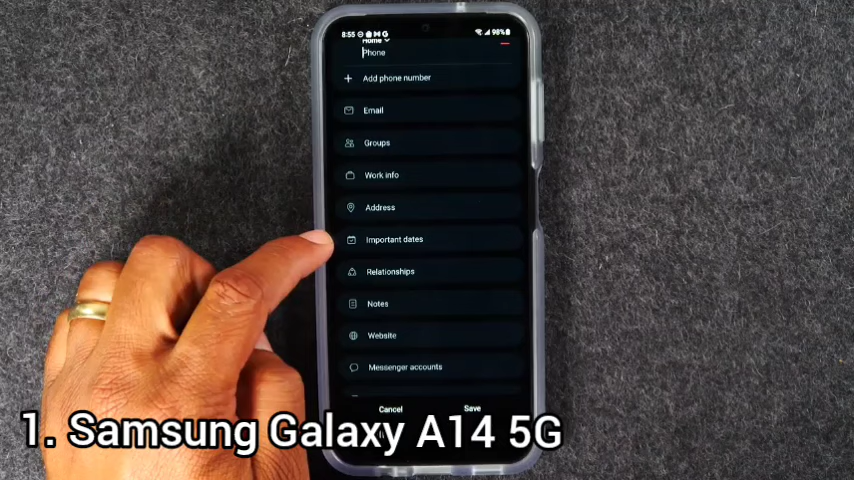 8:55
98%
Home
Phone
Add phone number
Email
Groups
Work info
Address
Important dates
Relationships
Notes
Website
Messenger accounts
Cancel Save
1. Samsung Galaxy A14 5G